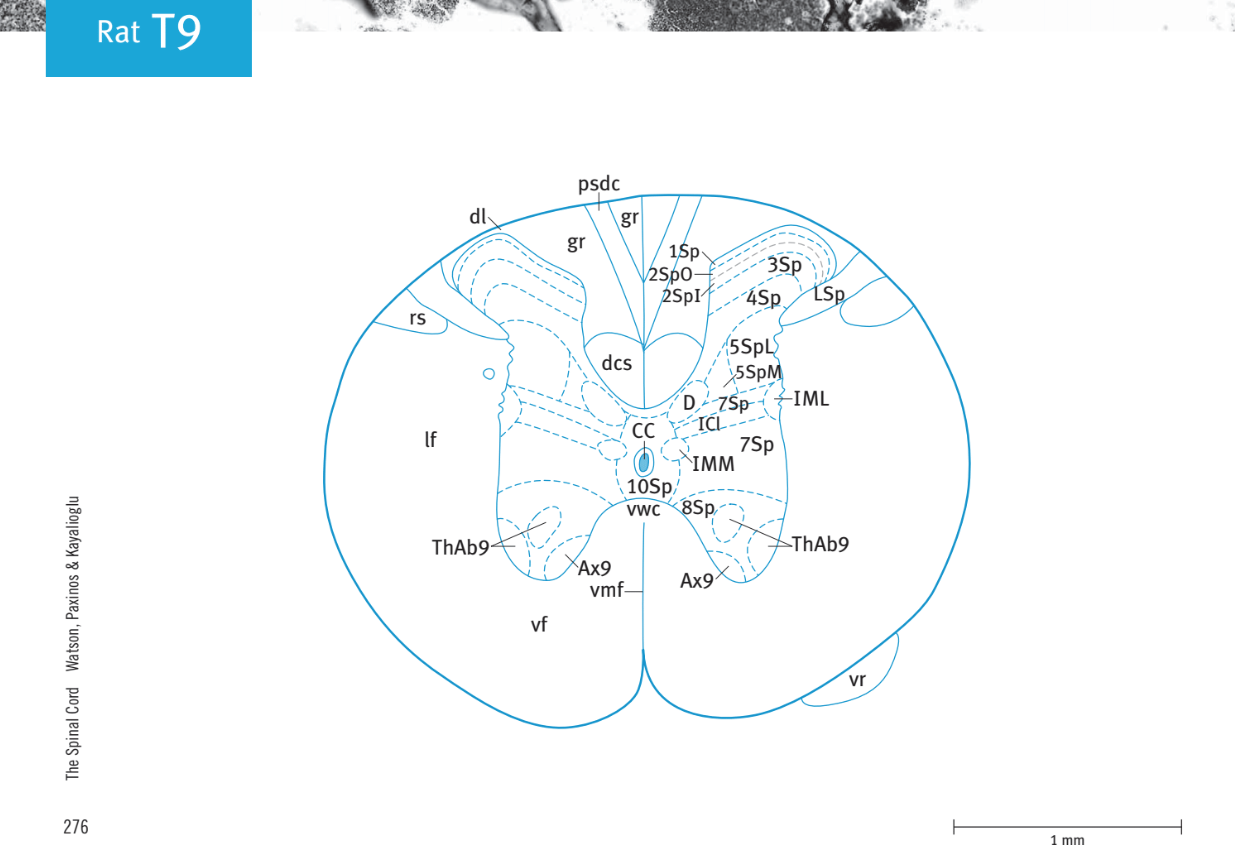 Rat T9
psdc
dl
gr
gr
1Sp
2SpO
2SpI
3Sp
4Sp
LSp
rs
dcs
5SpL
5SpM
D
7Sp
IML
ICl
lf
CC
7Sp
IMM
10Sp
vwc
8Sp
ThAb9
ThAb9
Ax9
Ax9
vmf
vf
vr
The Spinal Cord Watson, Paxinos & Kayalioglu
276
1 mm